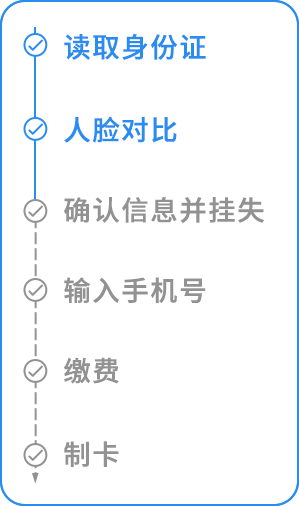 读取身份证
人脸对比
确认信息并挂失
输入手机号
缴费
制卡